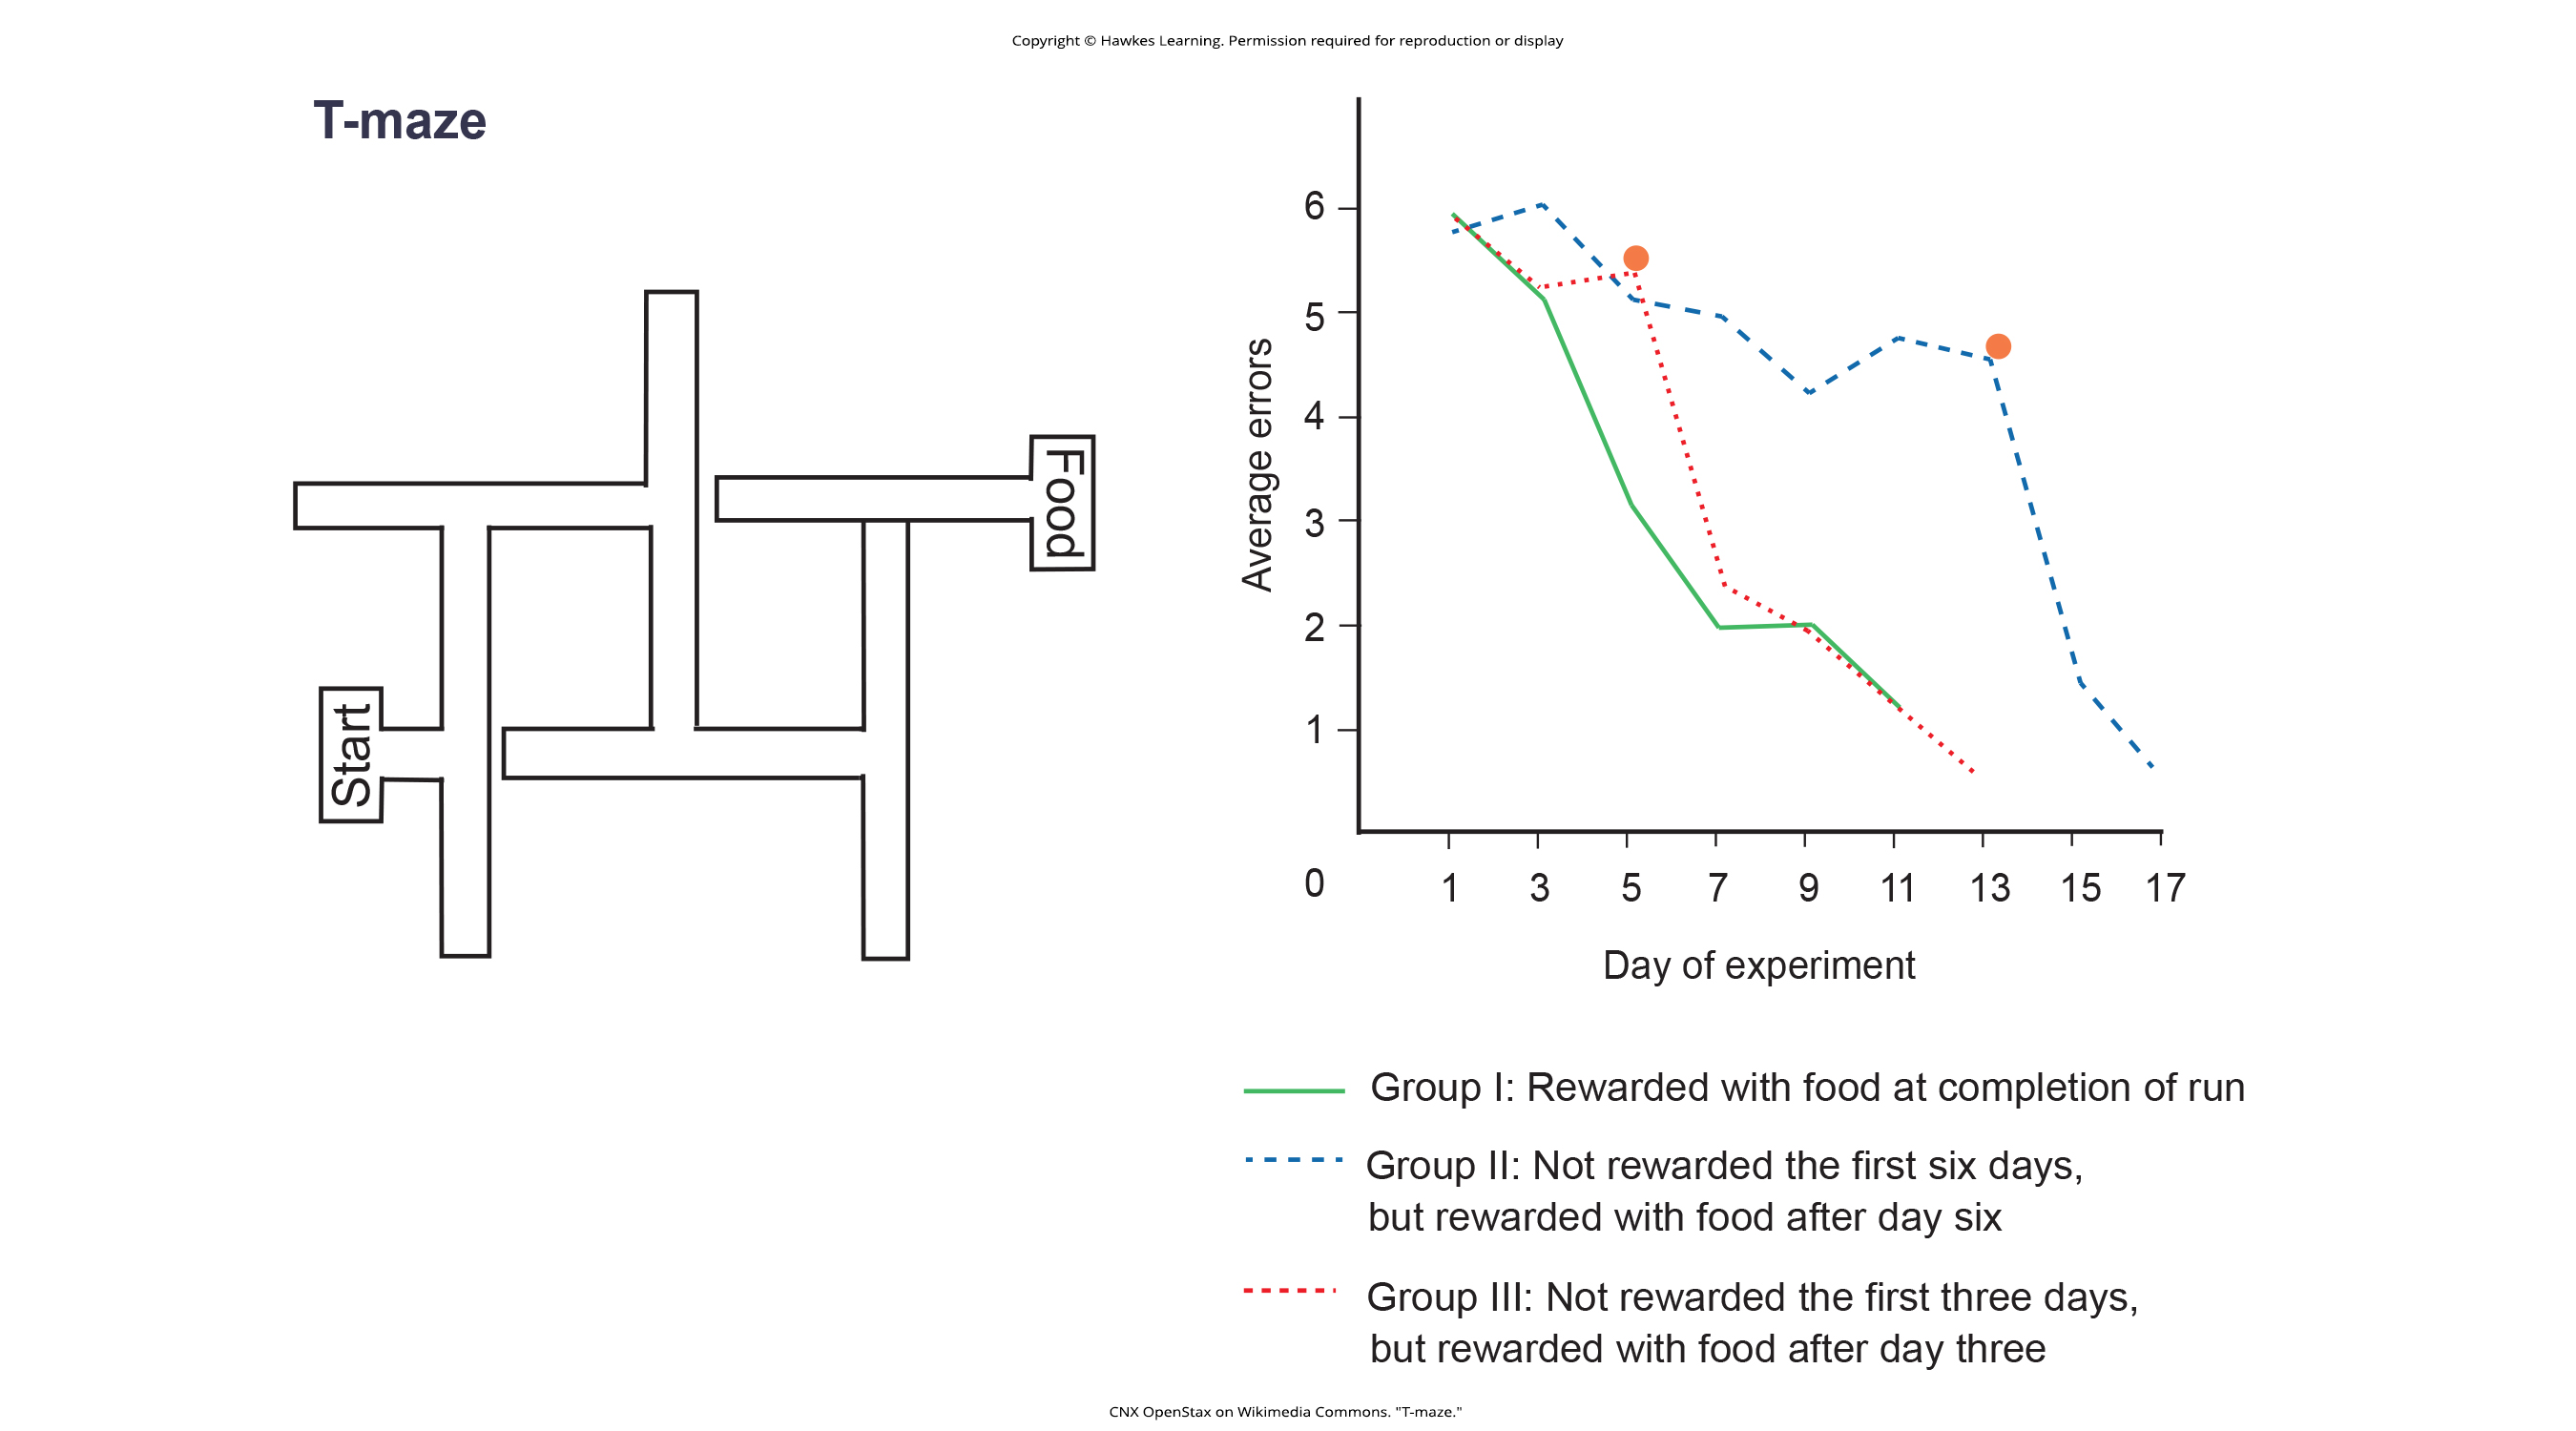 Copyright © Hawkes Learning. Permission required for reproduction or display
T-maze
Food
Start
Average errors
6
5
4
3
2
1
0
1 3 5 7 9 11 13 15 17
Day of experiment
Group I: Rewarded with food at completion of run
Group II: Not rewarded the first six days,
but rewarded with food after day six
Group III: Not rewarded the first three days,
but rewarded with food after day three
CNX OpenStax on Wikimedia Commons. "T-maze."